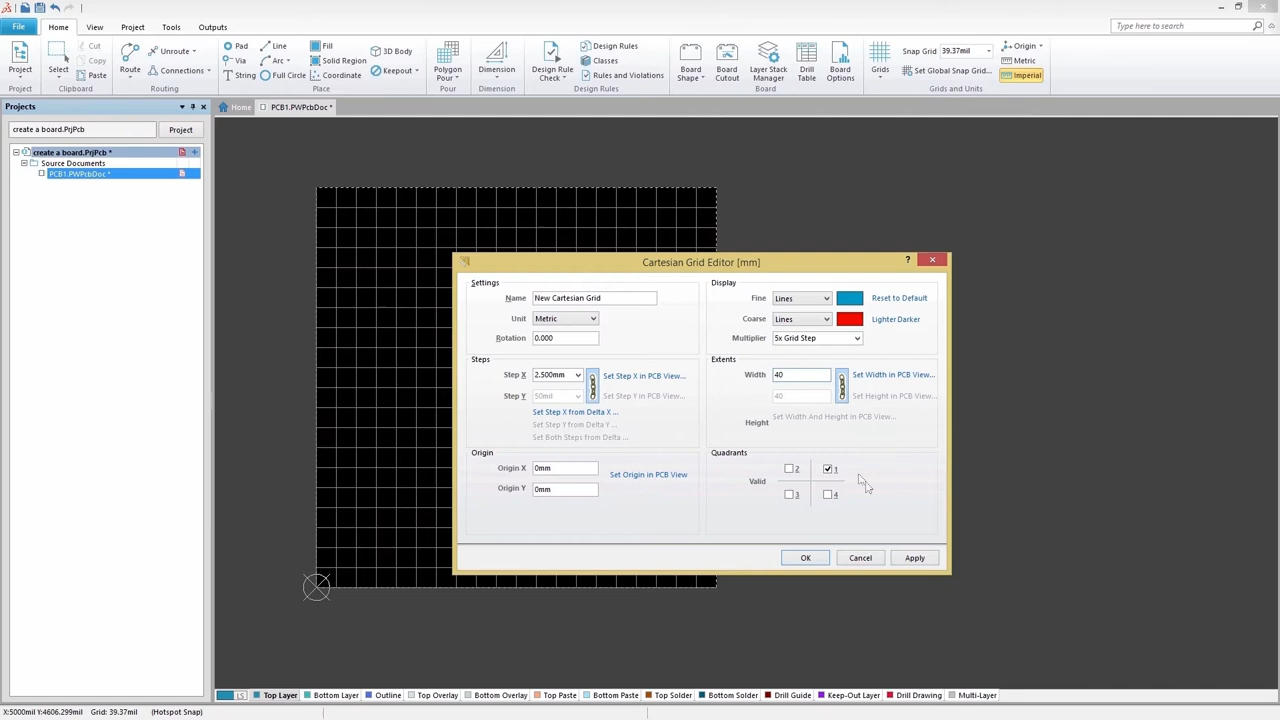 File Home View Project Tools Outputs Type here to search
Project
Project
Select Cut Copy Paste
Clipboard
Route Unroute Connections
Routing
Pad Line Fill 3D Body
Via Arc Solid Region Keepout
String Full Circle Coordinate
Place
Polygon Pour
Pour
Dimension
Dimension
Design Rule Check Design Rules
Classes
Rules and Violations
Design Rules
Board Shape Board Cutout Layer Stack Manager Drill Table Board Options
Board
Grids Snap Grid 39.37mil Origin
Set Global Snap Grid... Metric
Imperial
Grids and Units
Projects
Home PCB1.PWPcbDoc *
create a board.PrjPcb Project
create a board.PrjPcb *
Source Documents
PCB1.PWPcbDoc *
Cartesian Grid Editor [mm] ?
Settings
Name New Cartesian Grid
Unit Metric
Rotation 0.000
Display
Fine Lines Reset to Default
Coarse Lines Lighter Darker
Multiplier 5x Grid Step
Steps
Step X 2.500mm Set Step X in PCB View...
Step Y 50mil Set Step Y in PCB View...
Set Step X from Delta X ...
Set Step Y from Delta Y ...
Set Both Steps from Delta ...
Extents
Width 40 Set Width in PCB View...
40 Set Height in PCB View...
Set Width And Height in PCB View...
Height
Origin
Origin X 0mm Set Origin in PCB View
Origin Y 0mm
Quadrants
2 1
Valid
3 4
OK Cancel Apply
LS Top Layer Bottom Layer Outline Top Overlay Bottom Overlay Top Paste Bottom Paste Top Solder Bottom Solder Drill Guide Keep-Out Layer Drill Drawing Multi-Layer
X:5000mil Y:4606.299mil Grid: 39.37mil (Hotspot Snap)